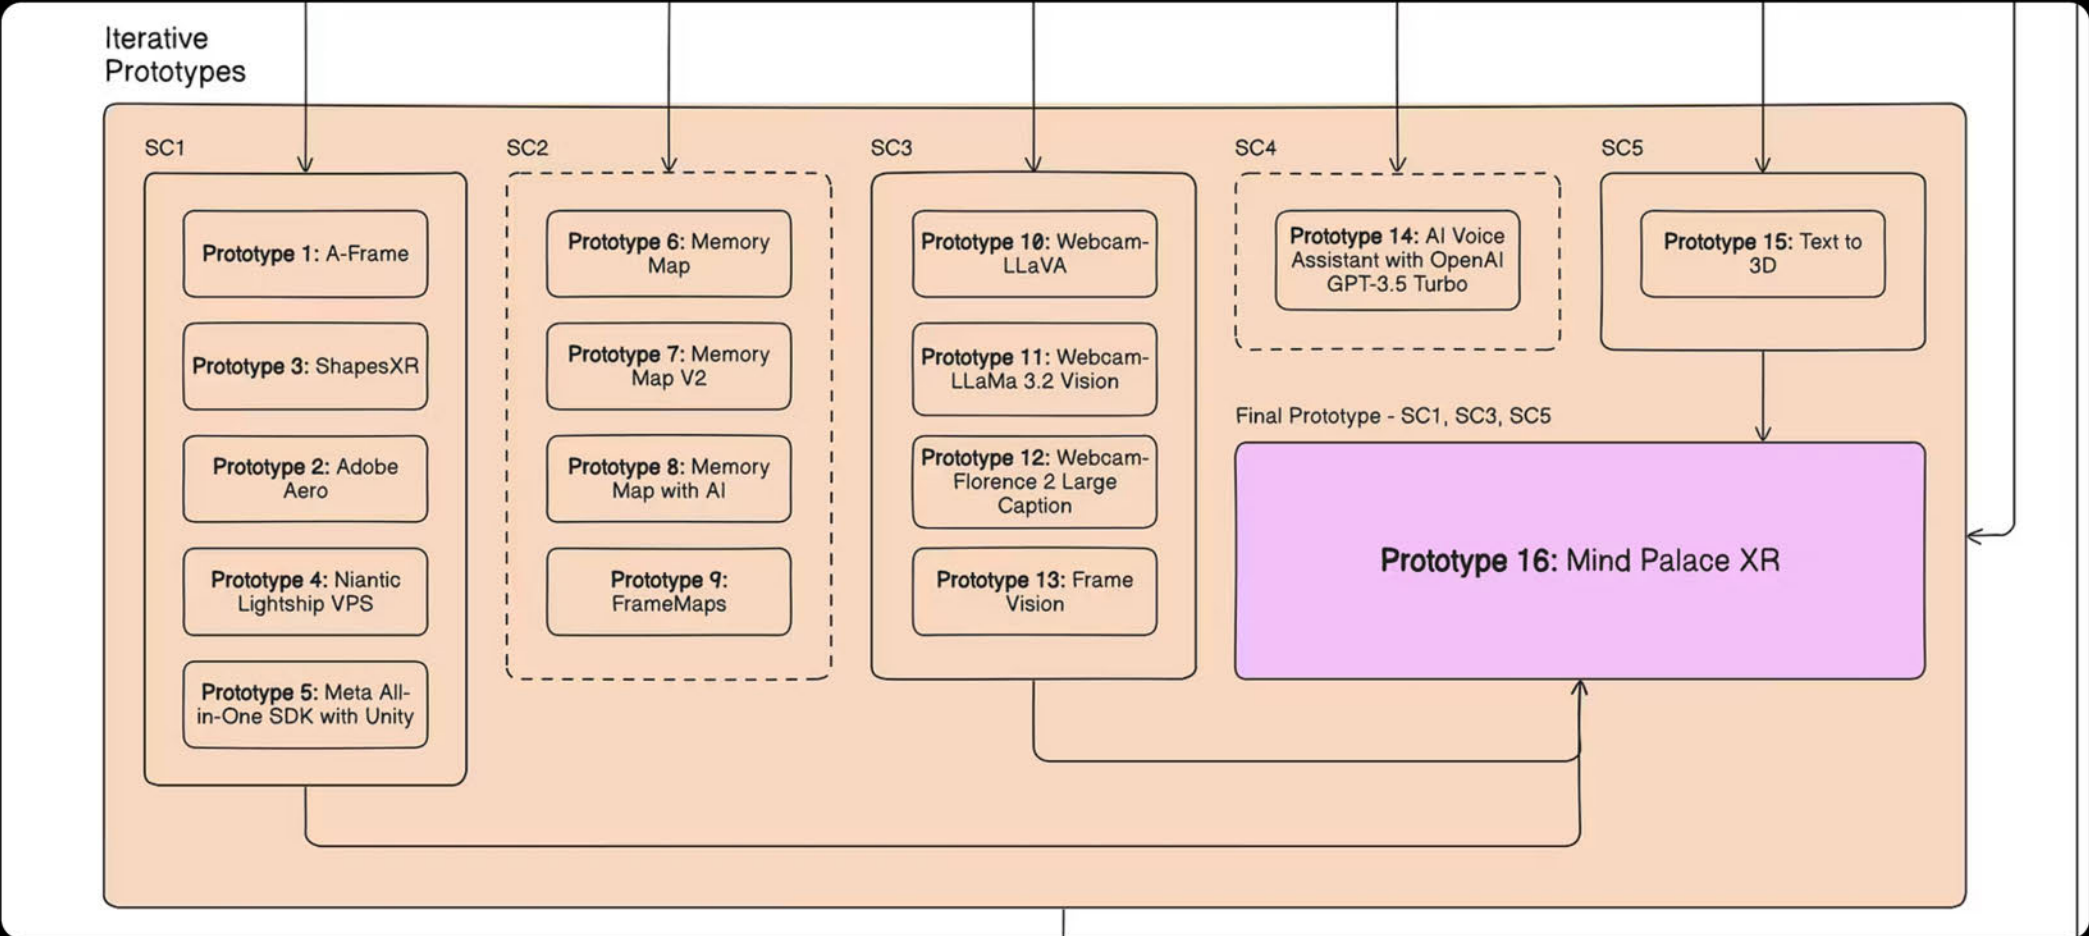 Iterative
Prototypes
SC1
Prototype 1: A-Frame
Prototype 3: ShapesXR
Prototype 2: Adobe
Aero
Prototype 4: Niantic
Lightship VPS
Prototype 5: Meta All-
in-One SDK with Unity
SC2
Prototype 6: Memory
Map
Prototype 7: Memory
Map V2
Prototype 8: Memory
Map with AI
Prototype 9:
FrameMaps
SC3
Prototype 10: Webcam-
LLaVA
Prototype 11: Webcam-
LLaMa 3.2 Vision
Prototype 12: Webcam-
Florence 2 Large
Caption
Prototype 13: Frame
Vision
SC4
Prototype 14: AI Voice
Assistant with OpenAI
GPT-3.5 Turbo
SC5
Prototype 15: Text to
3D
Final Prototype - SC1, SC3, SC5
Prototype 16: Mind Palace XR